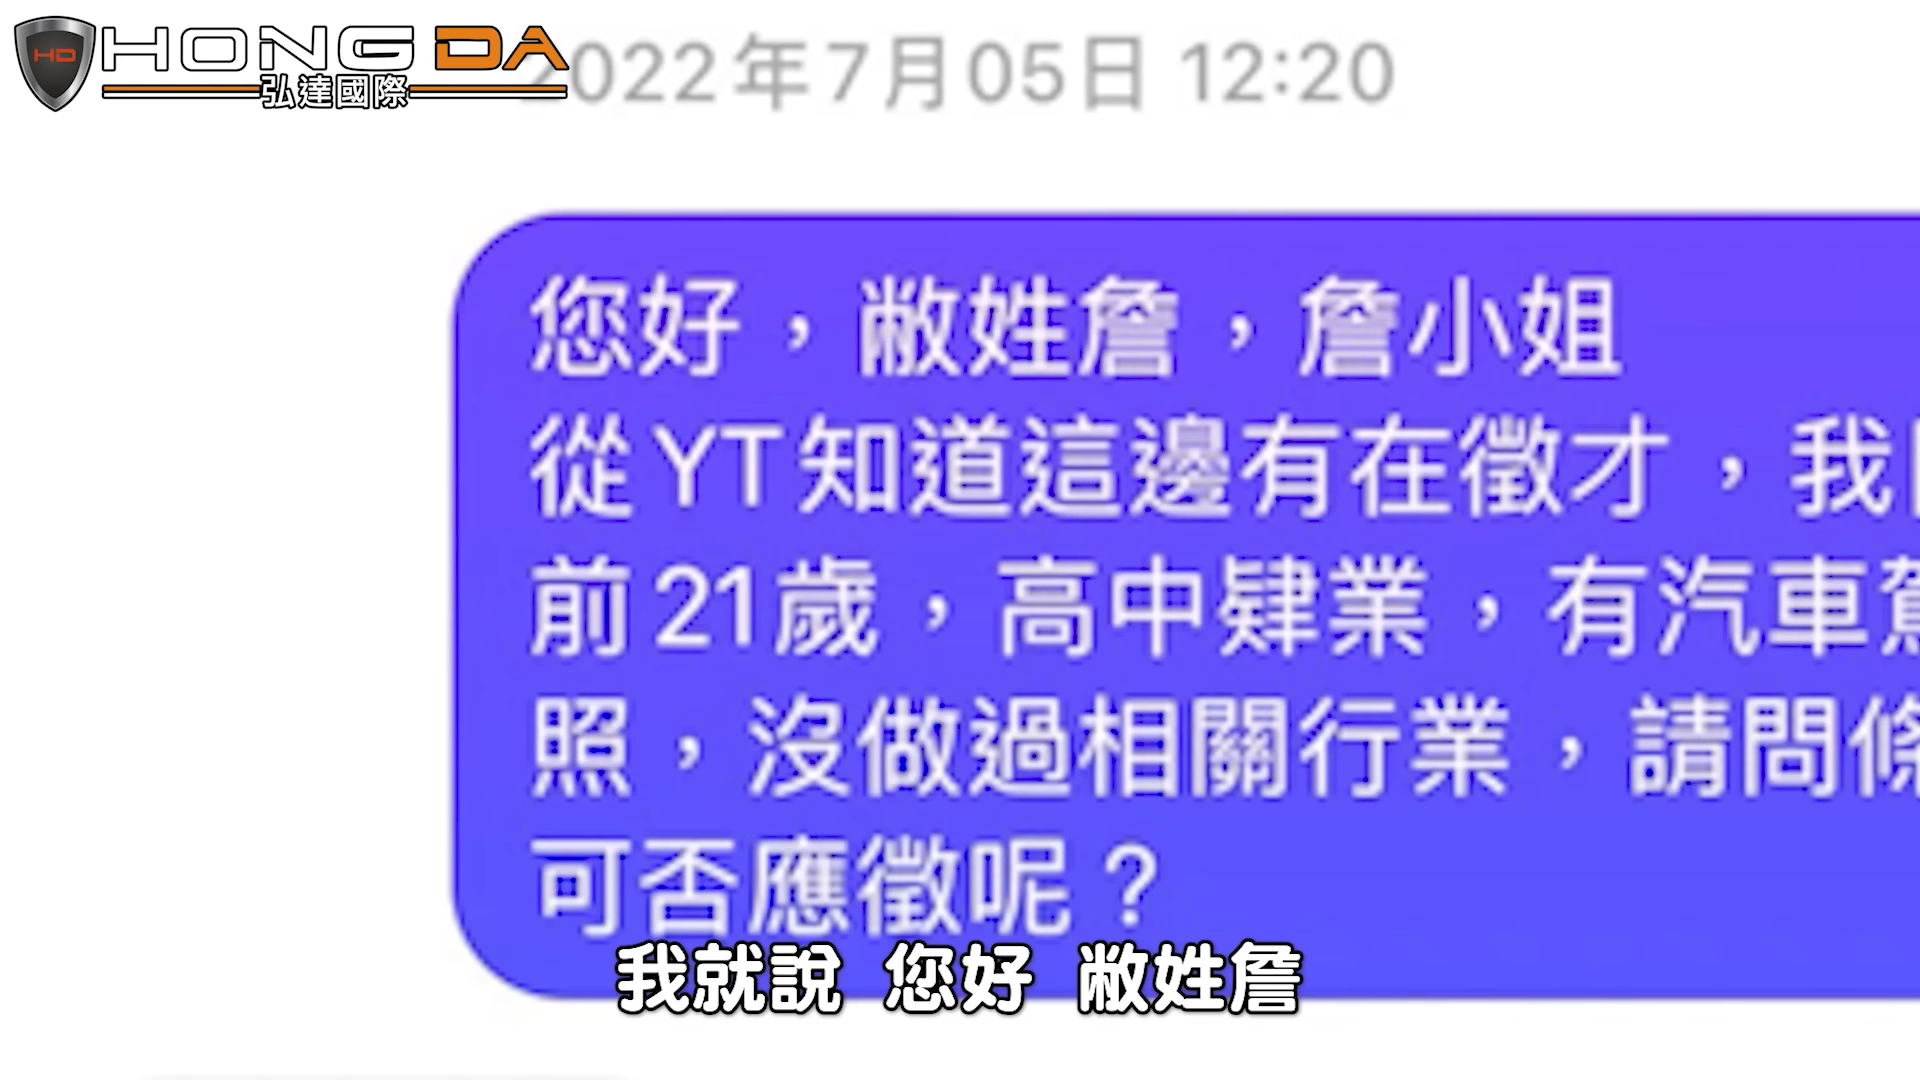 HD HONG DA
弘達國際
2022年7月05日 12:20
您好，敝姓詹，詹小姐
從YT知道這邊有在徵才，我
前21歲，高中肄業，有汽車駕
照，沒做過相關行業，請問條
可否應徵呢？
我就說 您好 敝姓詹